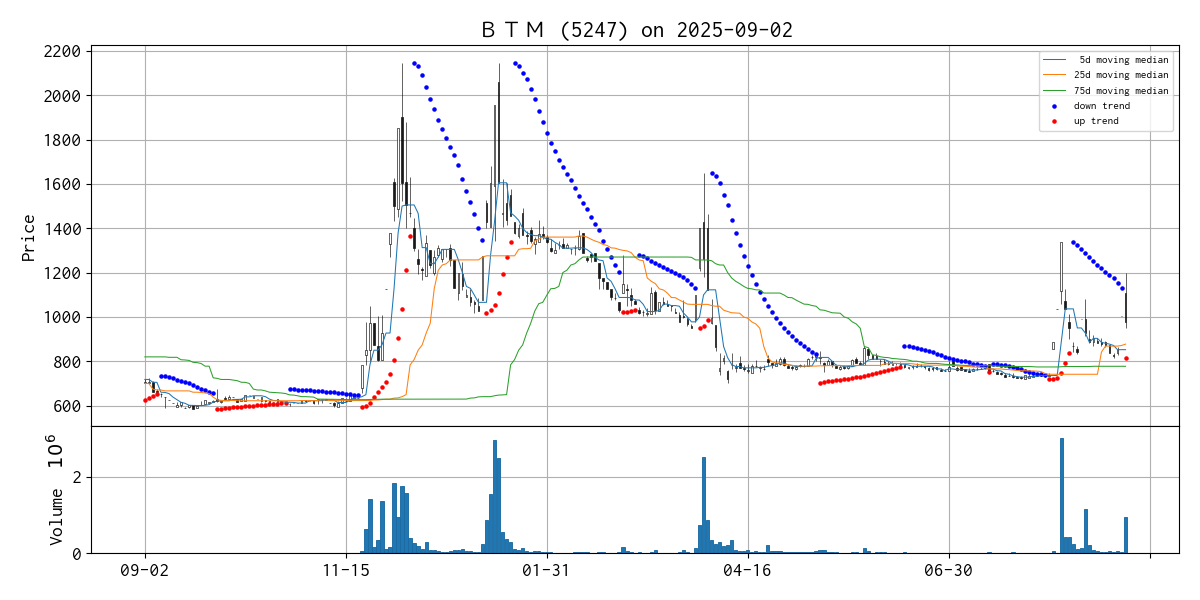 ＢＴＭ (5247) on 2025-09-02
2200
2000
1800
1600
1400
1200
1000
800
600
Price
5d moving median
25d moving median
75d moving median
down trend
up trend
2
0
Volume 10^6
09-02
11-15
01-31
04-16
06-30